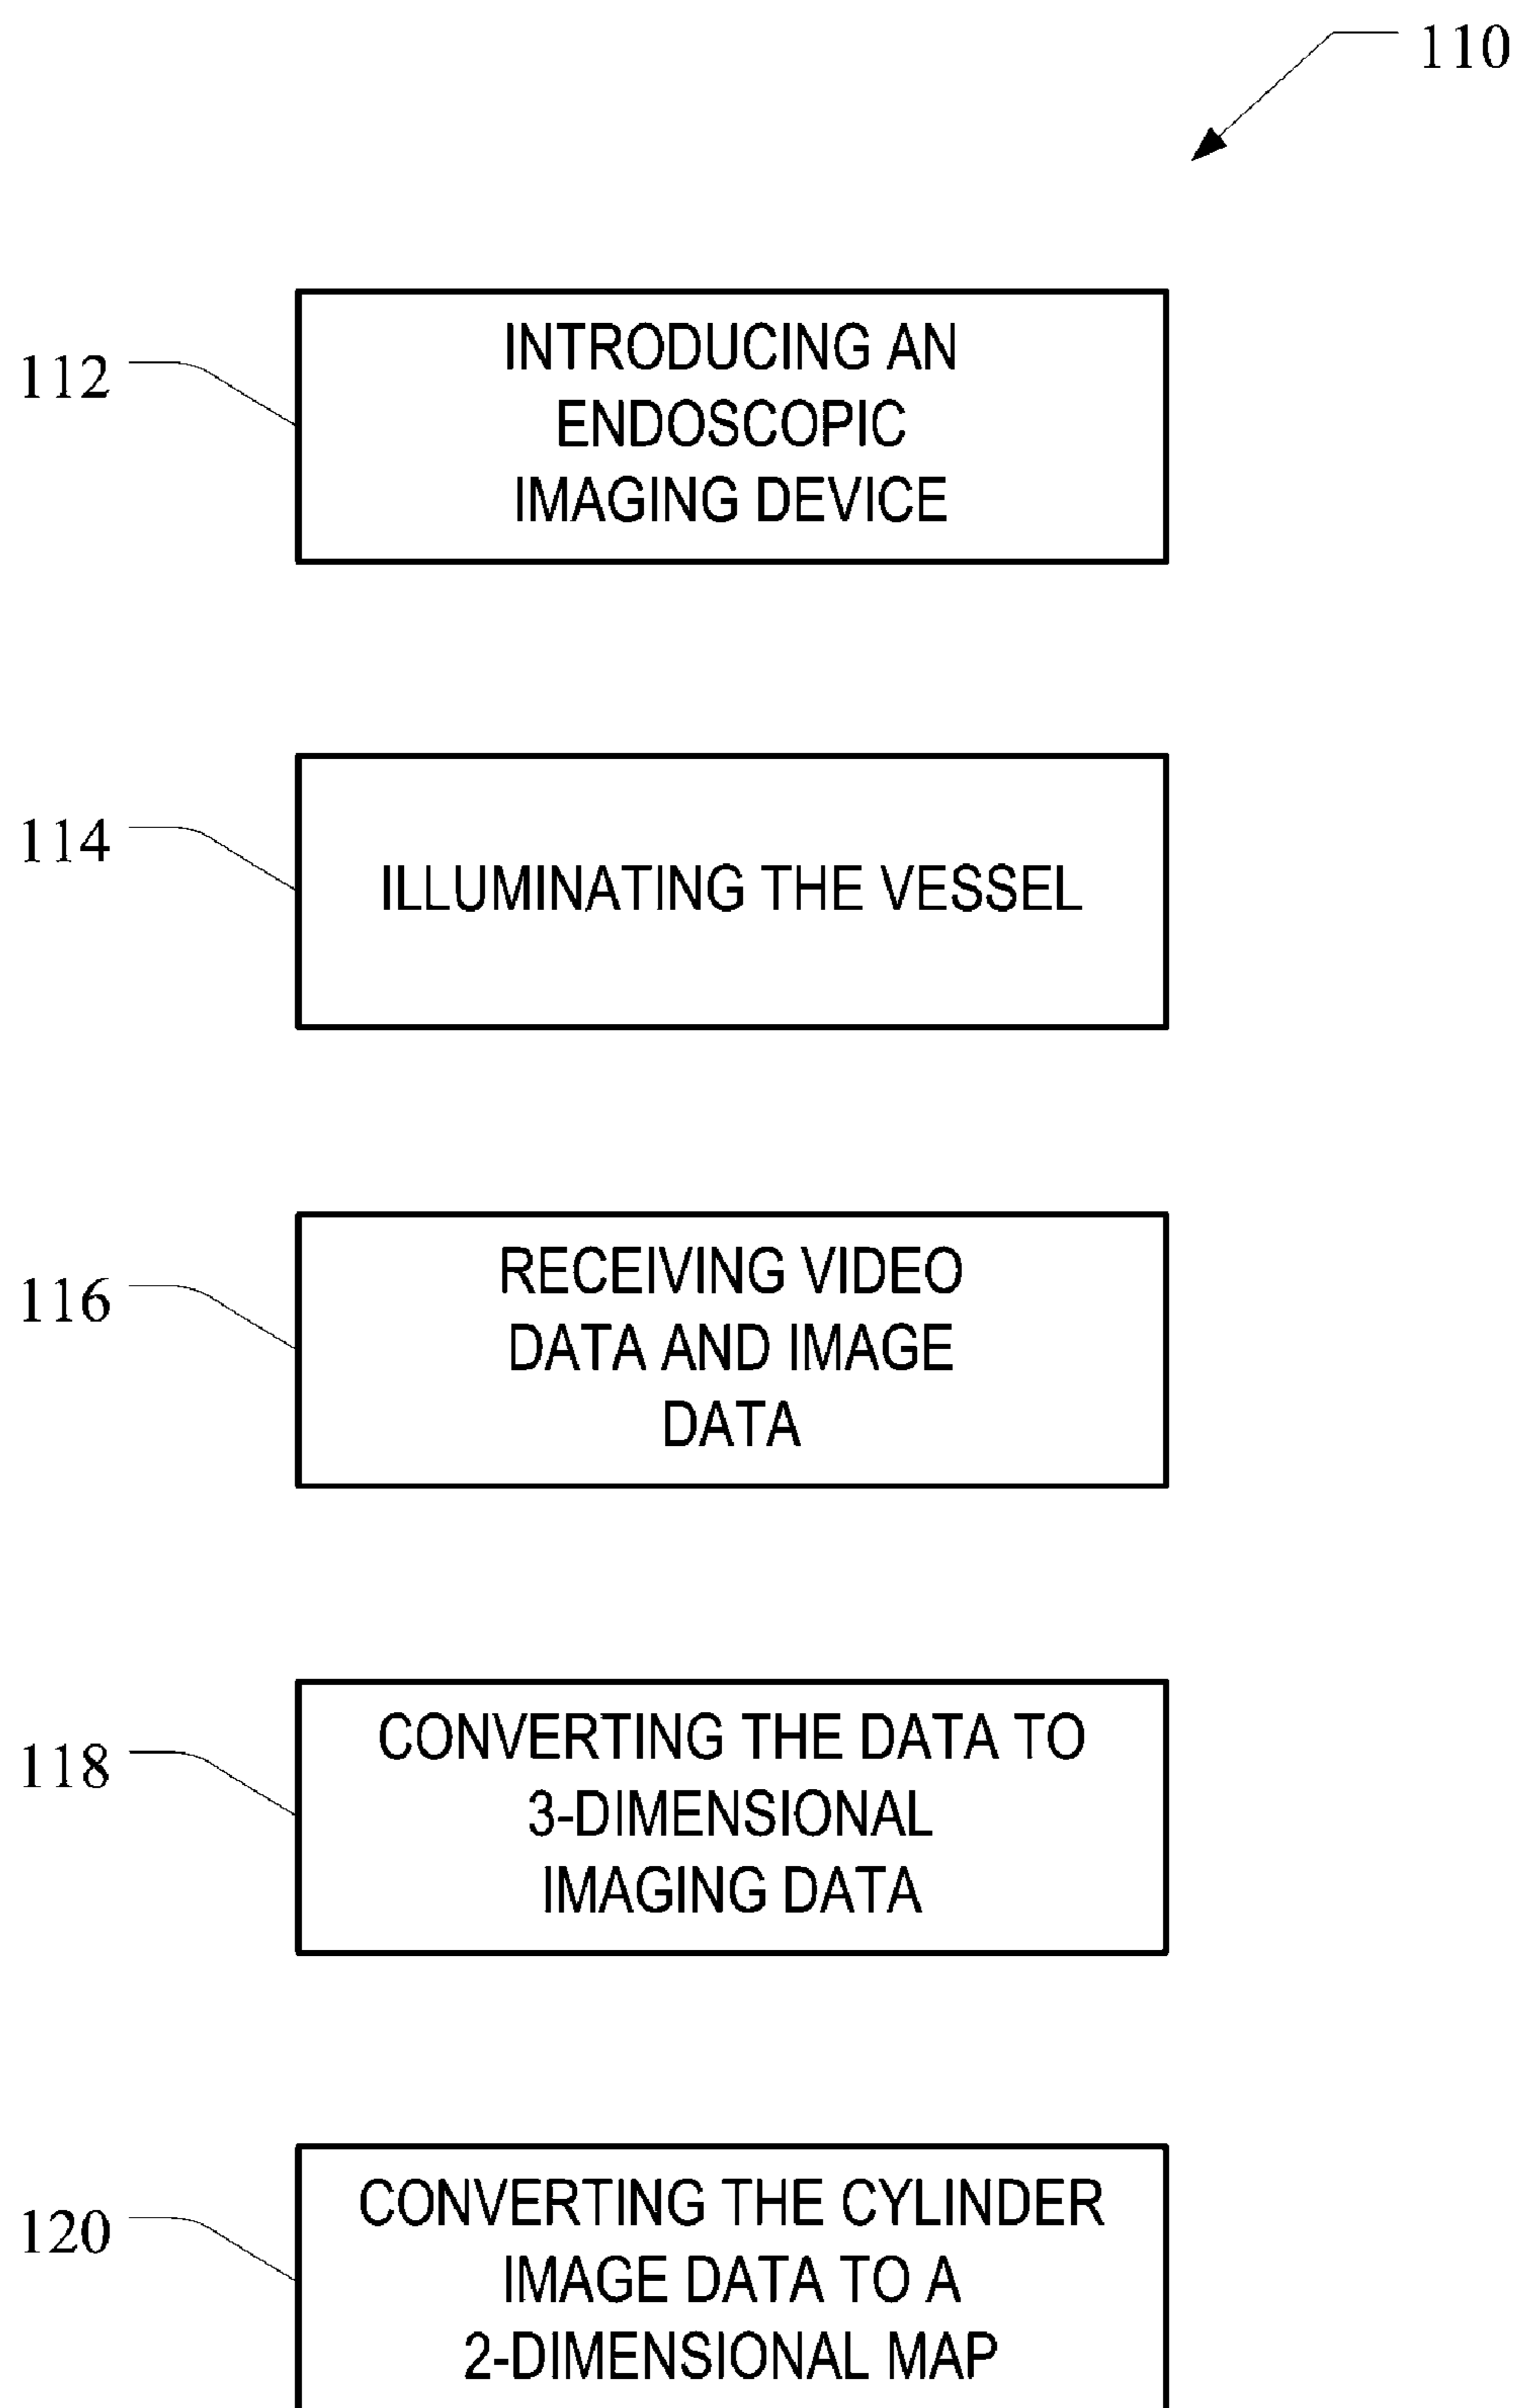 110
112
INTRODUCING AN
ENDOSCOPIC
IMAGING DEVICE
114
ILLUMINATING THE VESSEL
116
RECEIVING VIDEO
DATA AND IMAGE
DATA
118
CONVERTING THE DATA TO
3-DIMENSIONAL
IMAGING DATA
120
CONVERTING THE CYLINDER
IMAGE DATA TO A
2-DIMENSIONAL MAP